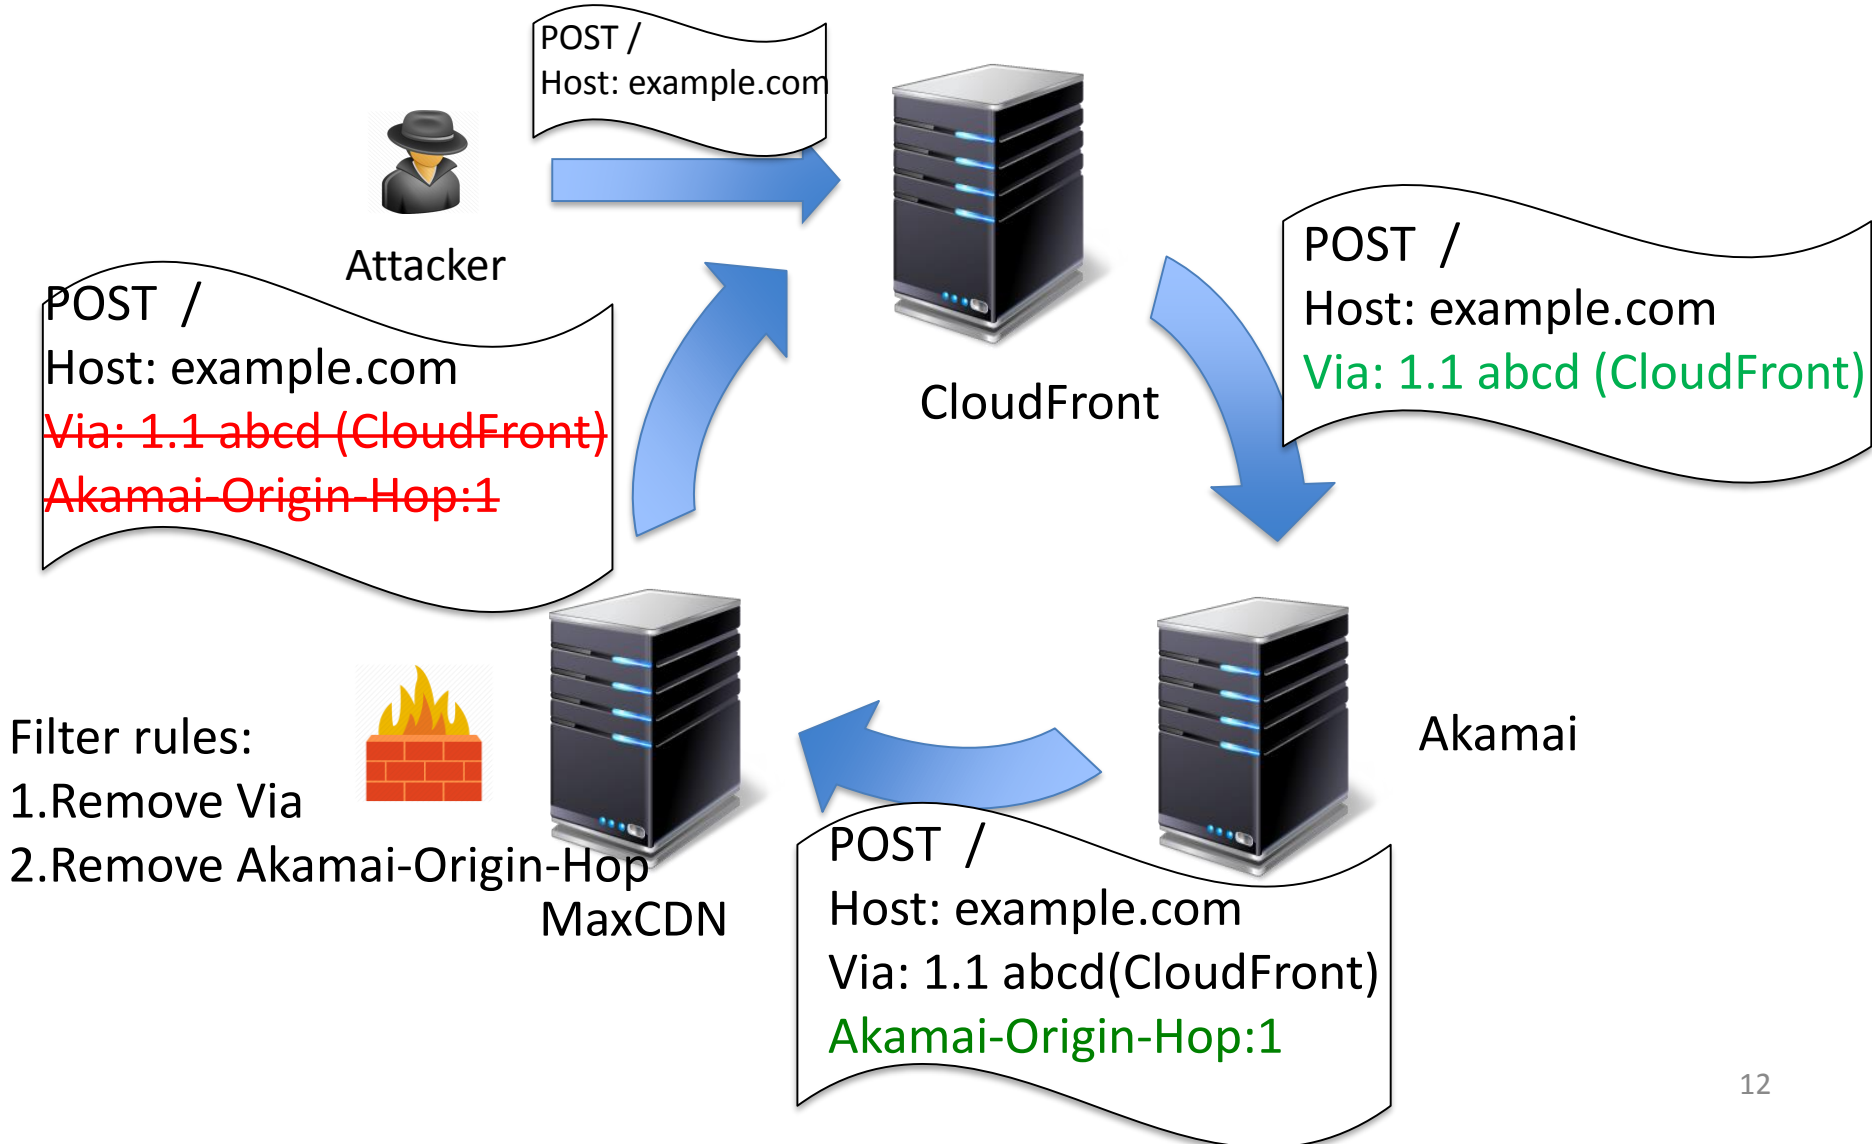 POST /
Host: example.com
Attacker
POST /
Host: example.com
Via: 1.1 abcd (CloudFront)
Akamai-Origin-Hop:1
CloudFront
POST /
Host: example.com
Via: 1.1 abcd (CloudFront)
Akamai
Filter rules:
1.Remove Via
2.Remove Akamai-Origin-Hop
MaxCDN
POST /
Host: example.com
Via: 1.1 abcd(CloudFront)
Akamai-Origin-Hop:1
12